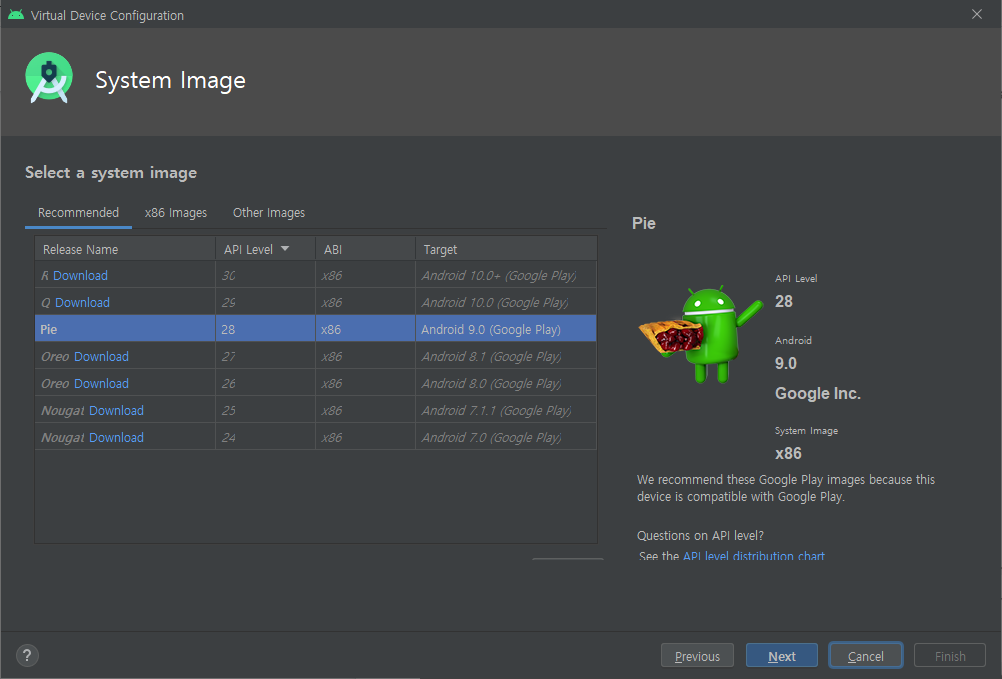 Virtual Device Configuration
System Image
Select a system image
Recommended x86 Images Other Images
Release Name API Level ABI Target
R Download 30 x86 Android 10.0+ (Google Play)
Q Download 29 x86 Android 10.0 (Google Play)
Pie 28 x86 Android 9.0 (Google Play)
Oreo Download 27 x86 Android 8.1 (Google Play)
Oreo Download 26 x86 Android 8.0 (Google Play)
Nougat Download 25 x86 Android 7.1.1 (Google Play)
Nougat Download 24 x86 Android 7.0 (Google Play)
Pie
API Level
28
Android
9.0
Google Inc.
System Image
x86
We recommend these Google Play images because this
device is compatible with Google Play.
Questions on API level?
See the API level distribution chart
? Previous Next Cancel Finish